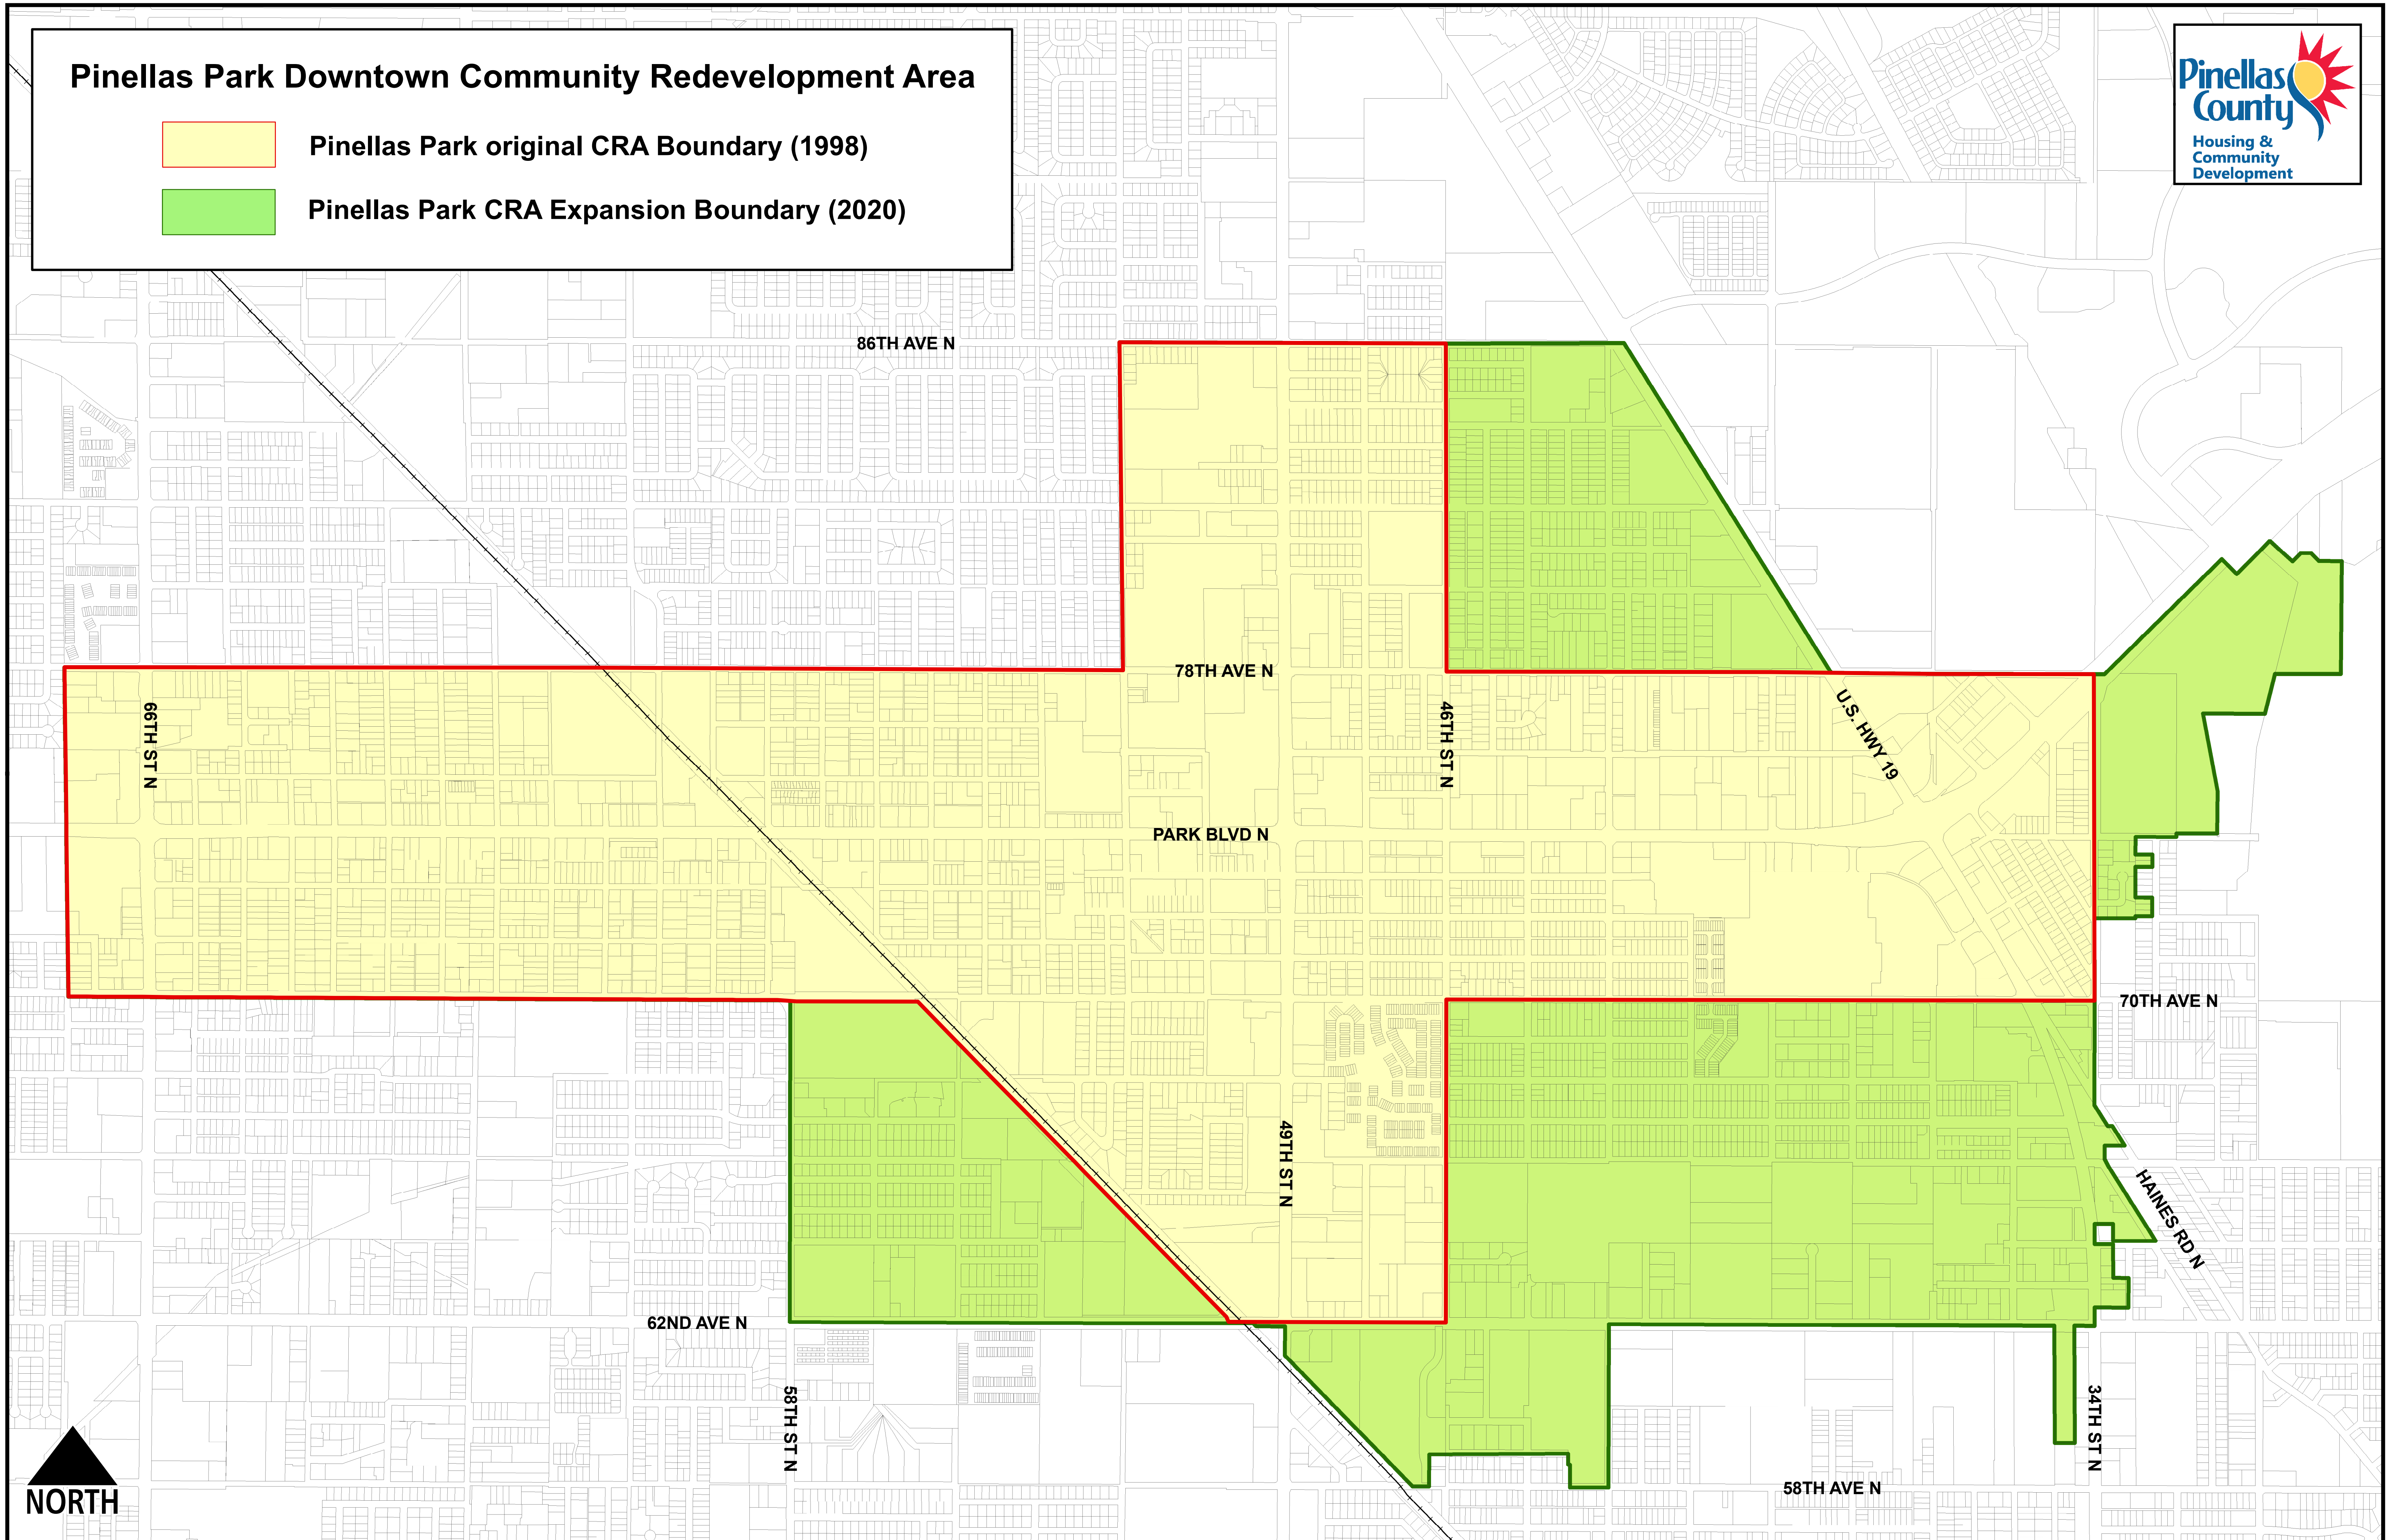 Pinellas Park Downtown Community Redevelopment Area
Pinellas Park original CRA Boundary (1998)
Pinellas Park CRA Expansion Boundary (2020)
Pinellas
County
Housing &
Community
Development
86TH AVE N
78TH AVE N
66TH ST N
46TH ST N
U.S. HWY 19
PARK BLVD N
70TH AVE N
49TH ST N
HAINES RD N
62ND AVE N
58TH ST N
34TH ST N
58TH AVE N
NORTH